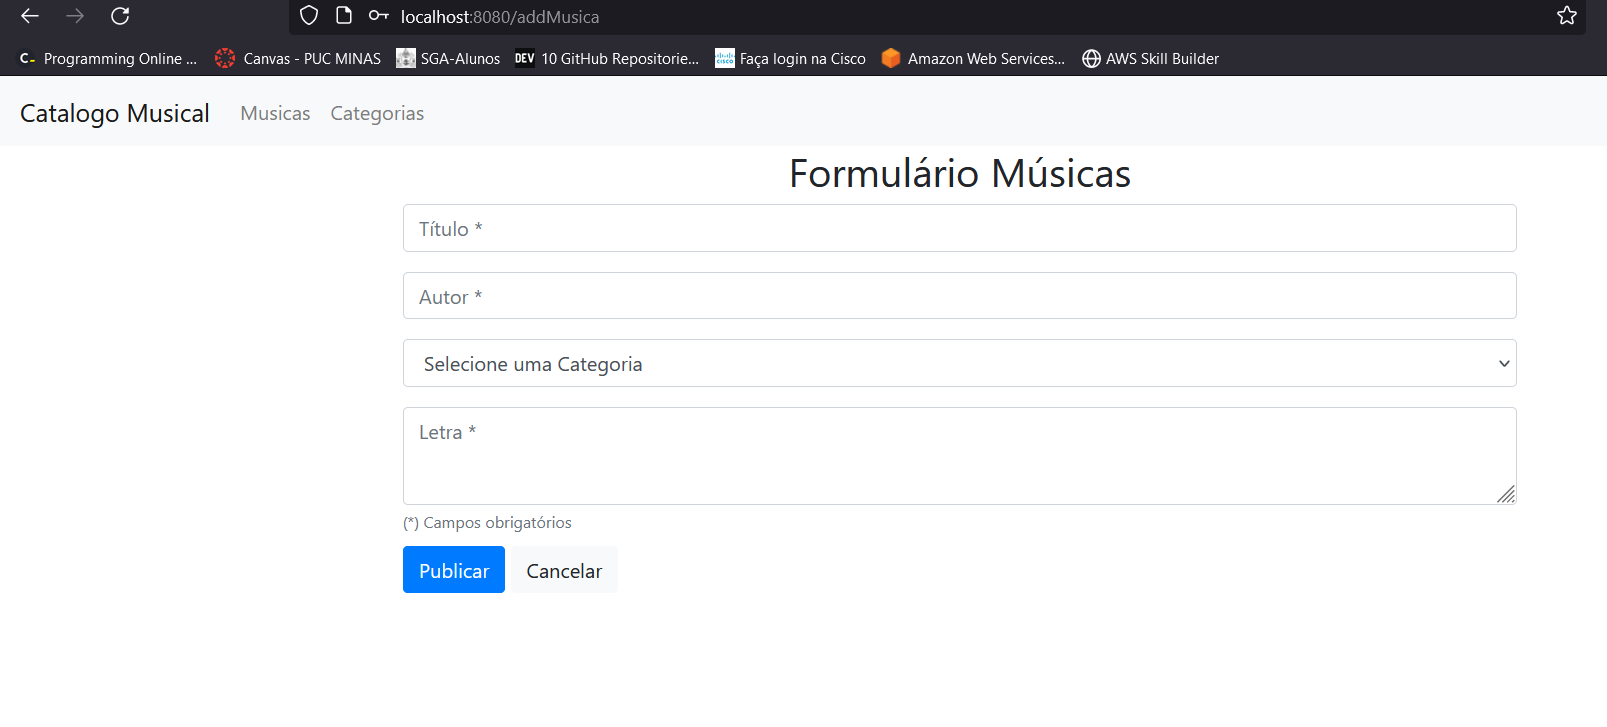 localhost:8080/addMusica
C- Programming Online ... Canvas - PUC MINAS SGA-Alunos DEV 10 GitHub Repositorie... CISCO Faça login na Cisco Amazon Web Services... AWS Skill Builder
Catalogo Musical Musicas Categorias
Formulário Músicas
Título *
Autor *
Selecione uma Categoria
Letra *
(*) Campos obrigatórios
Publicar Cancelar